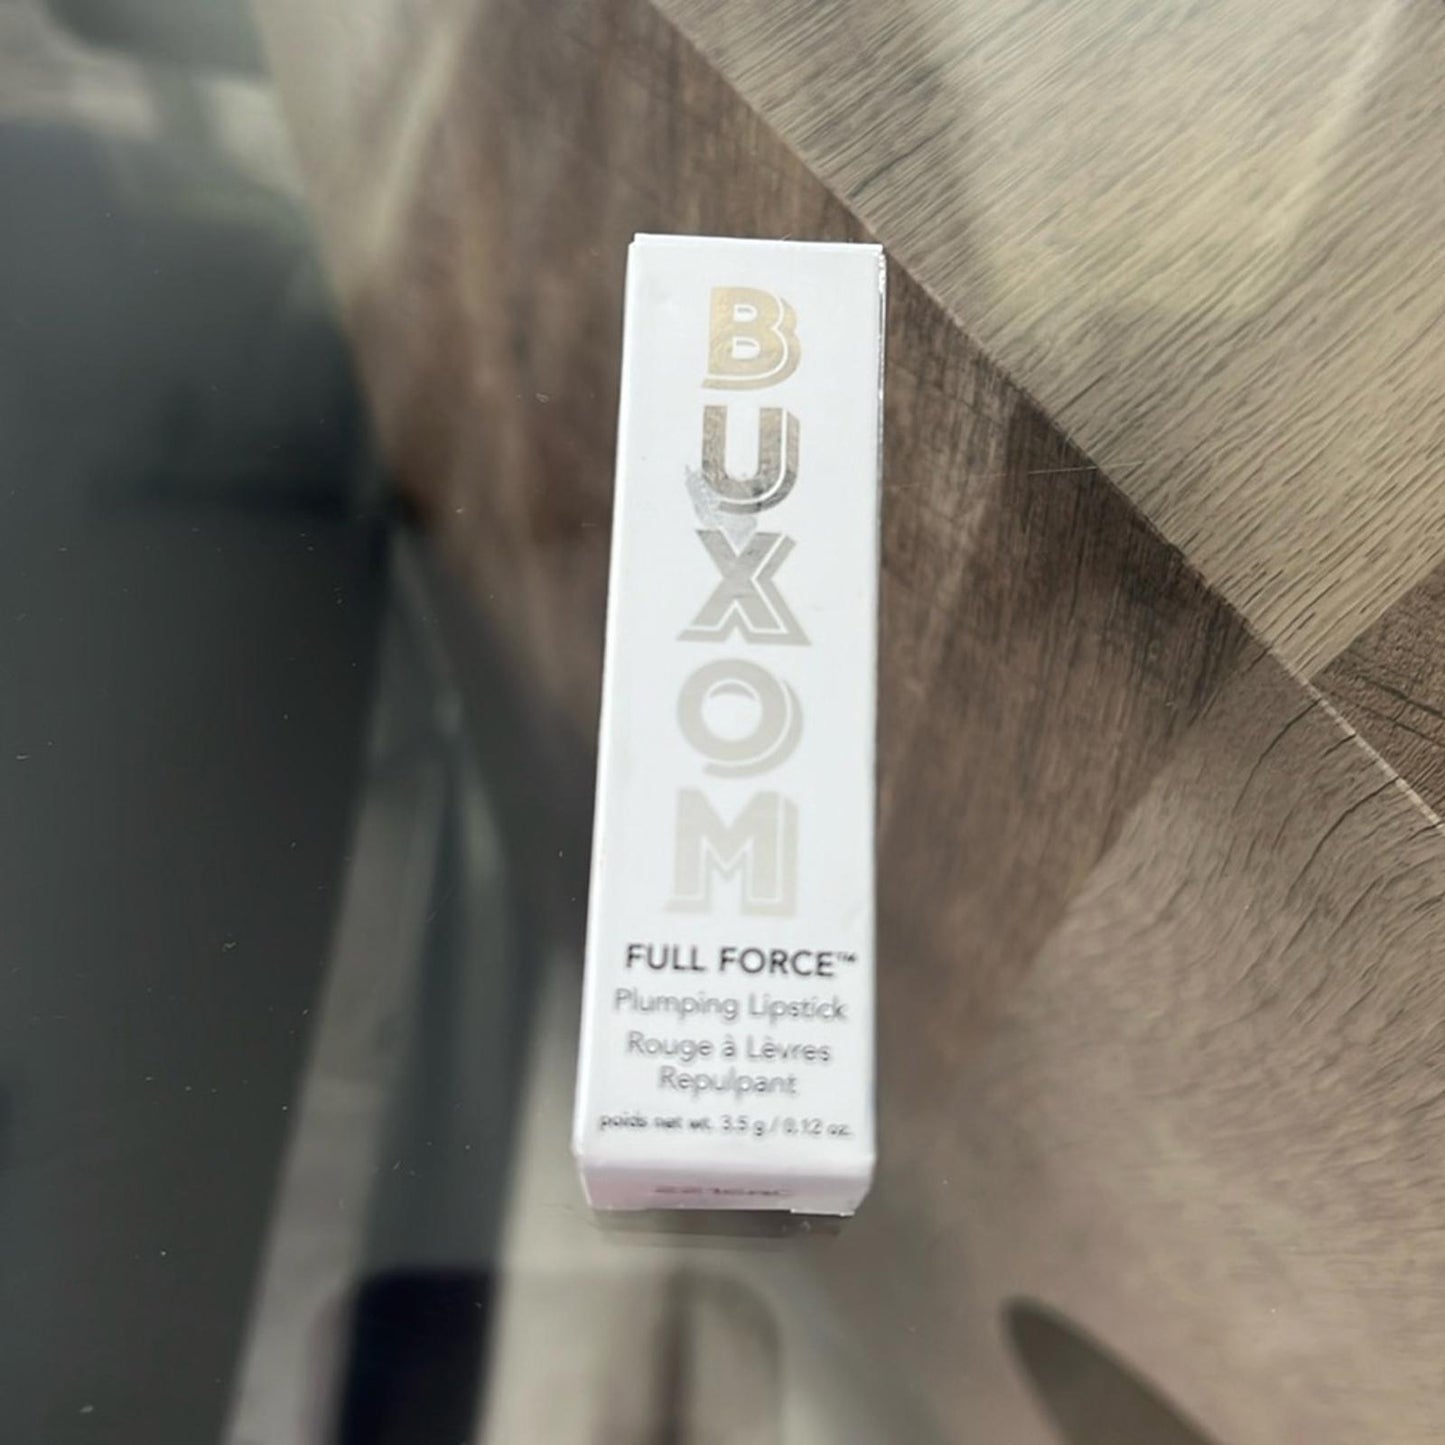 BUXOM
FULL FORCE™
Plumping Lipstick
Rouge à Lèvres
Repulpant
poids net wt. 3.5 g / 0.12 oz.